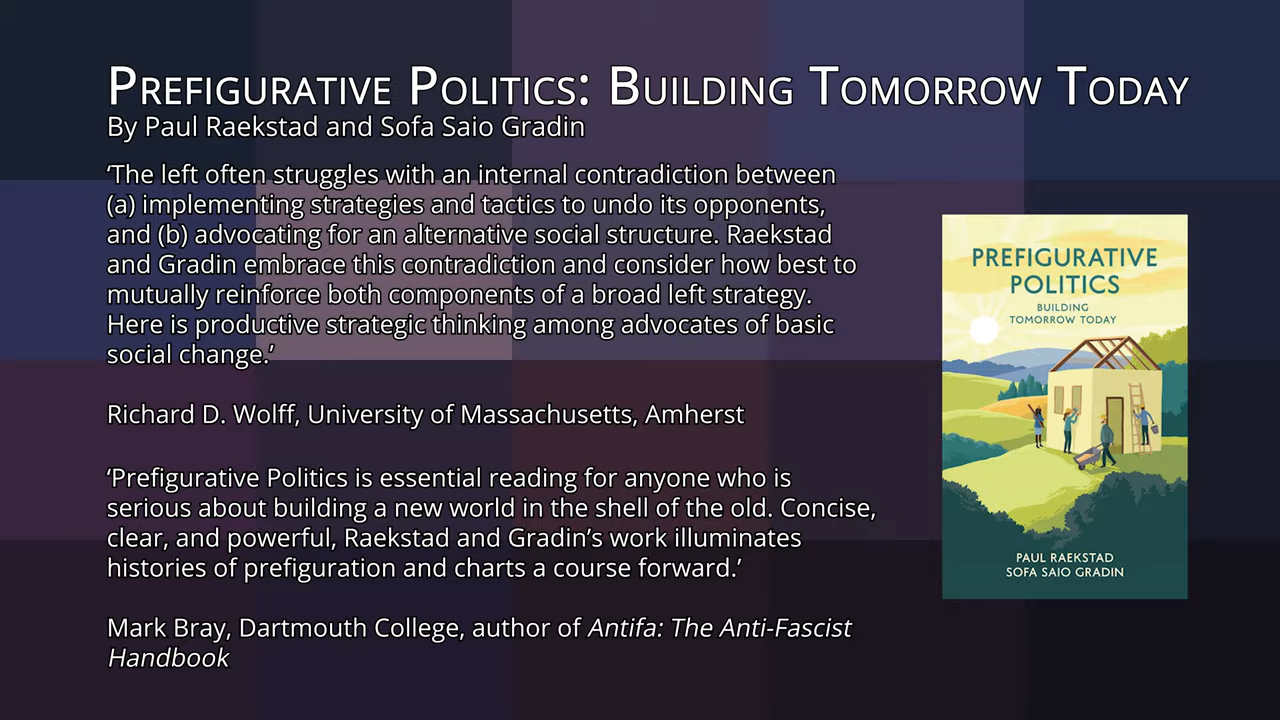 Prefigurative Politics: Building Tomorrow Today
By Paul Raekstad and Sofa Saio Gradin
‘The left often struggles with an internal contradiction between
(a) implementing strategies and tactics to undo its opponents,
and (b) advocating for an alternative social structure. Raekstad
and Gradin embrace this contradiction and consider how best to
mutually reinforce both components of a broad left strategy.
Here is productive strategic thinking among advocates of basic
social change.’
Richard D. Wolff, University of Massachusetts, Amherst
‘Prefigurative Politics is essential reading for anyone who is
serious about building a new world in the shell of the old. Concise,
clear, and powerful, Raekstad and Gradin’s work illuminates
histories of prefiguration and charts a course forward.’
Mark Bray, Dartmouth College, author of Antifa: The Anti-Fascist
Handbook
PREFIGURATIVE
POLITICS
BUILDING
TOMORROW TODAY
PAUL RAEKSTAD
SOFA SAIO GRADIN